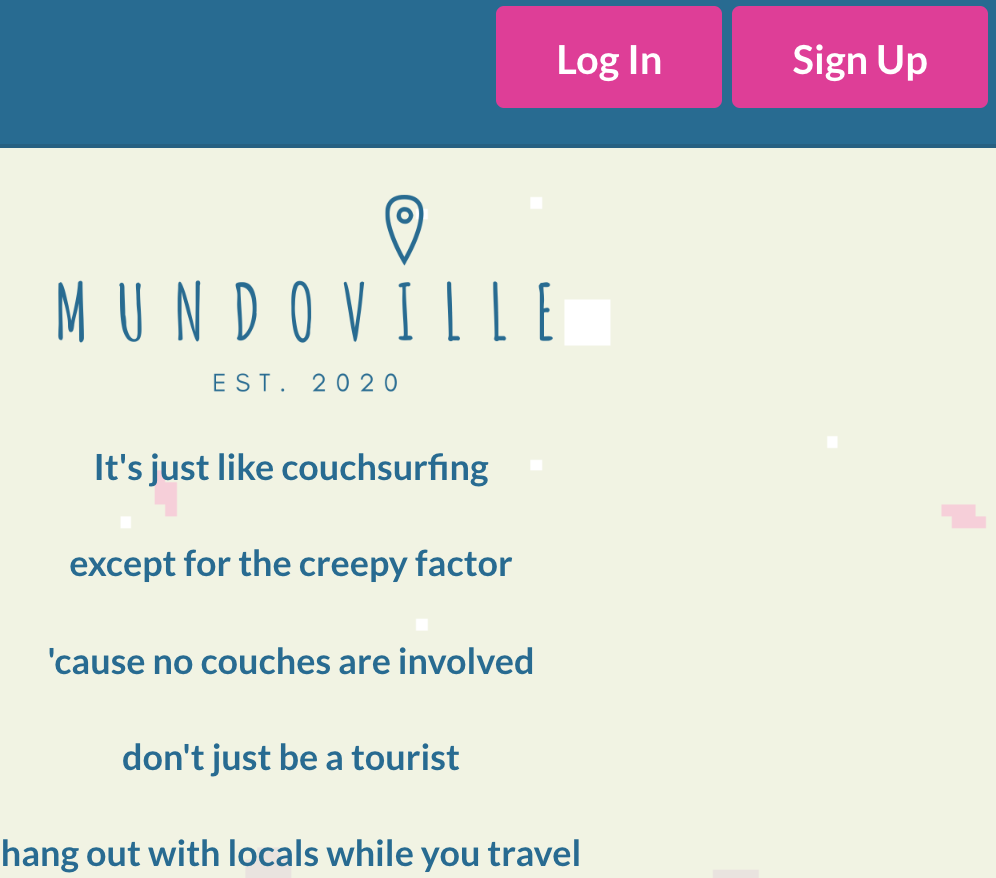 Log In Sign Up
MUNDOVILLE
EST. 2020
It's just like couchsurfing
except for the creepy factor
'cause no couches are involved
don't just be a tourist
hang out with locals while you travel